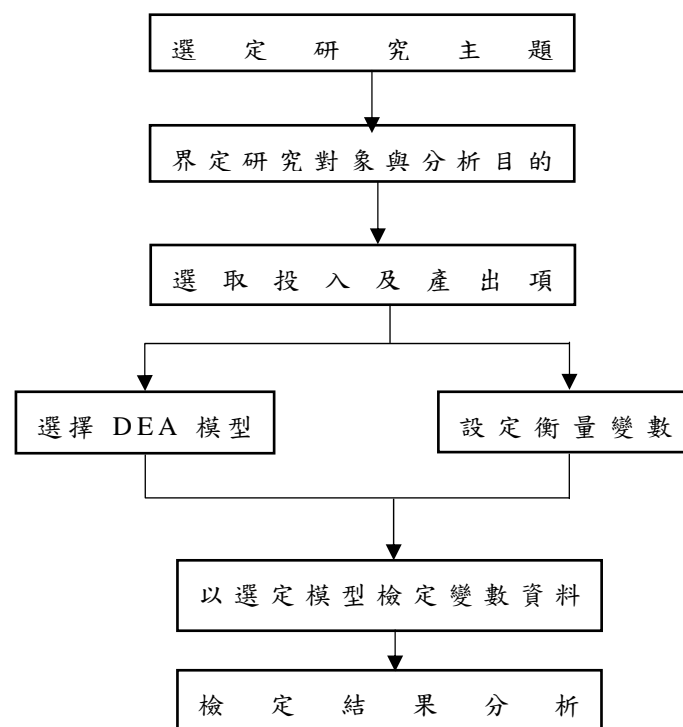 選定研究主題
界定研究對象與分析目的
選取投入及產出項
選擇 DEA 模型
設定衡量變數
以選定模型檢定變數資料
檢定結果分析